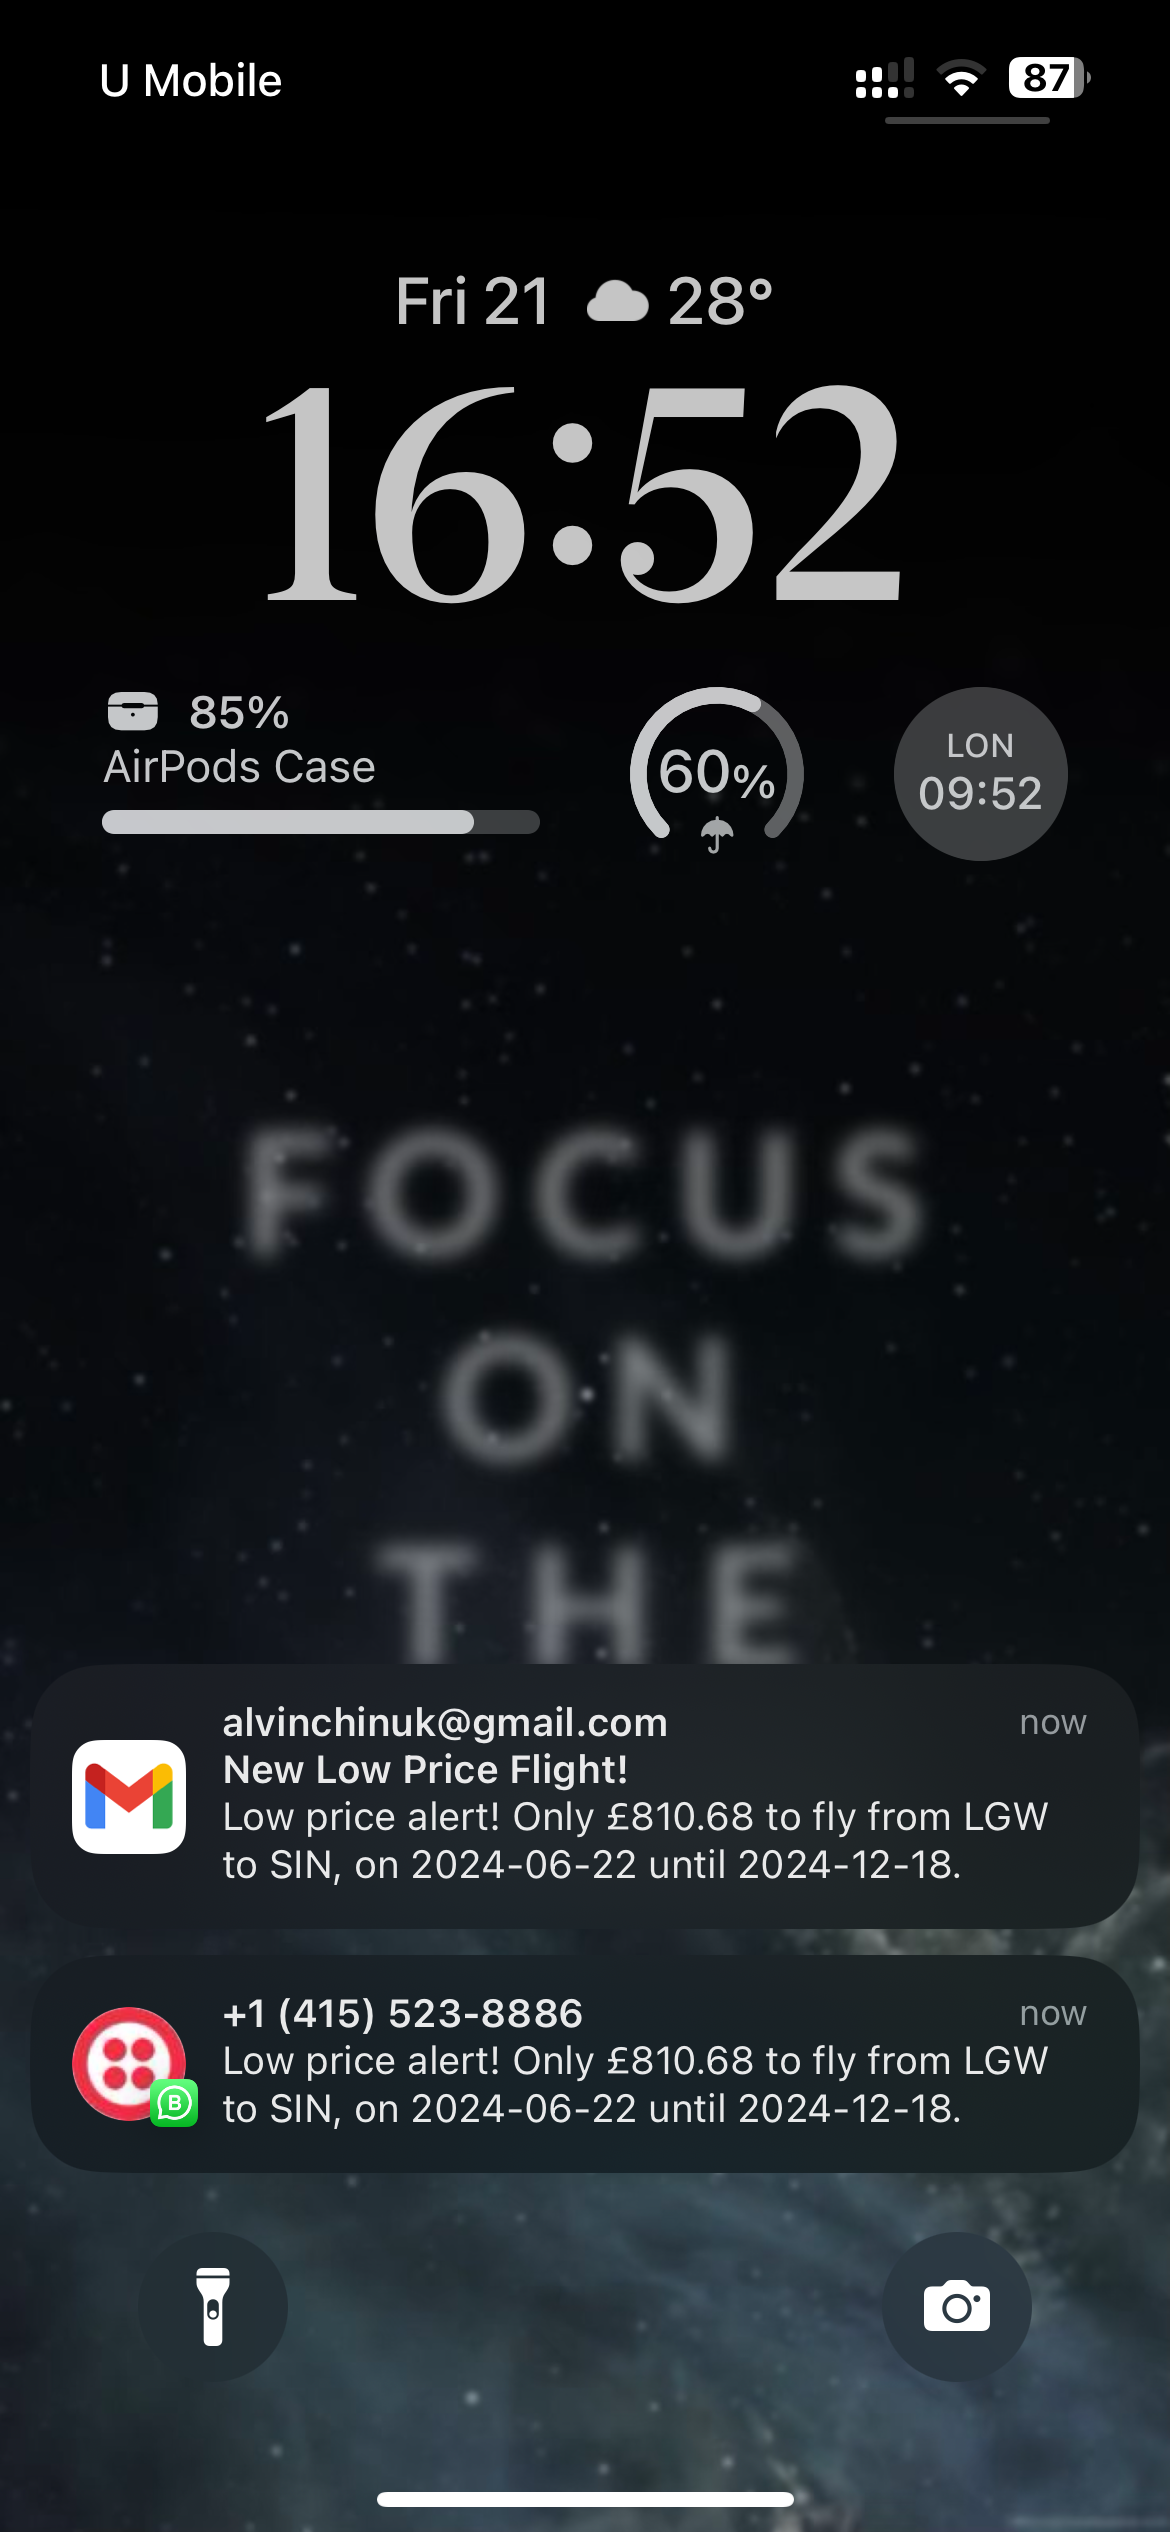 U Mobile
87
Fri 21 28°
16:52
85%
AirPods Case
60%
LON
09:52
FOCUS
ON
THE
alvinchinuk@gmail.com now
New Low Price Flight!
Low price alert! Only £810.68 to fly from LGW
to SIN, on 2024-06-22 until 2024-12-18.
+1 (415) 523-8886 now
Low price alert! Only £810.68 to fly from LGW
to SIN, on 2024-06-22 until 2024-12-18.
B